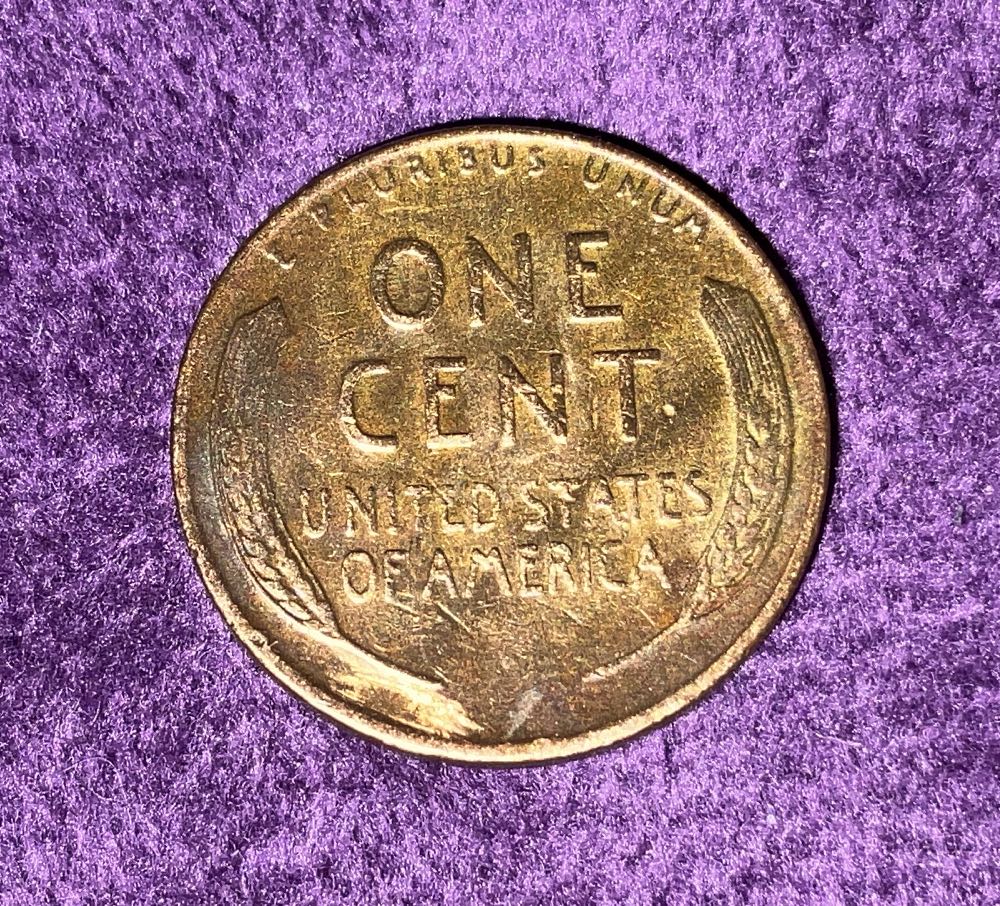 E PLURIBUS UNUM
ONE
CENT
UNITED STATES
OF AMERICA